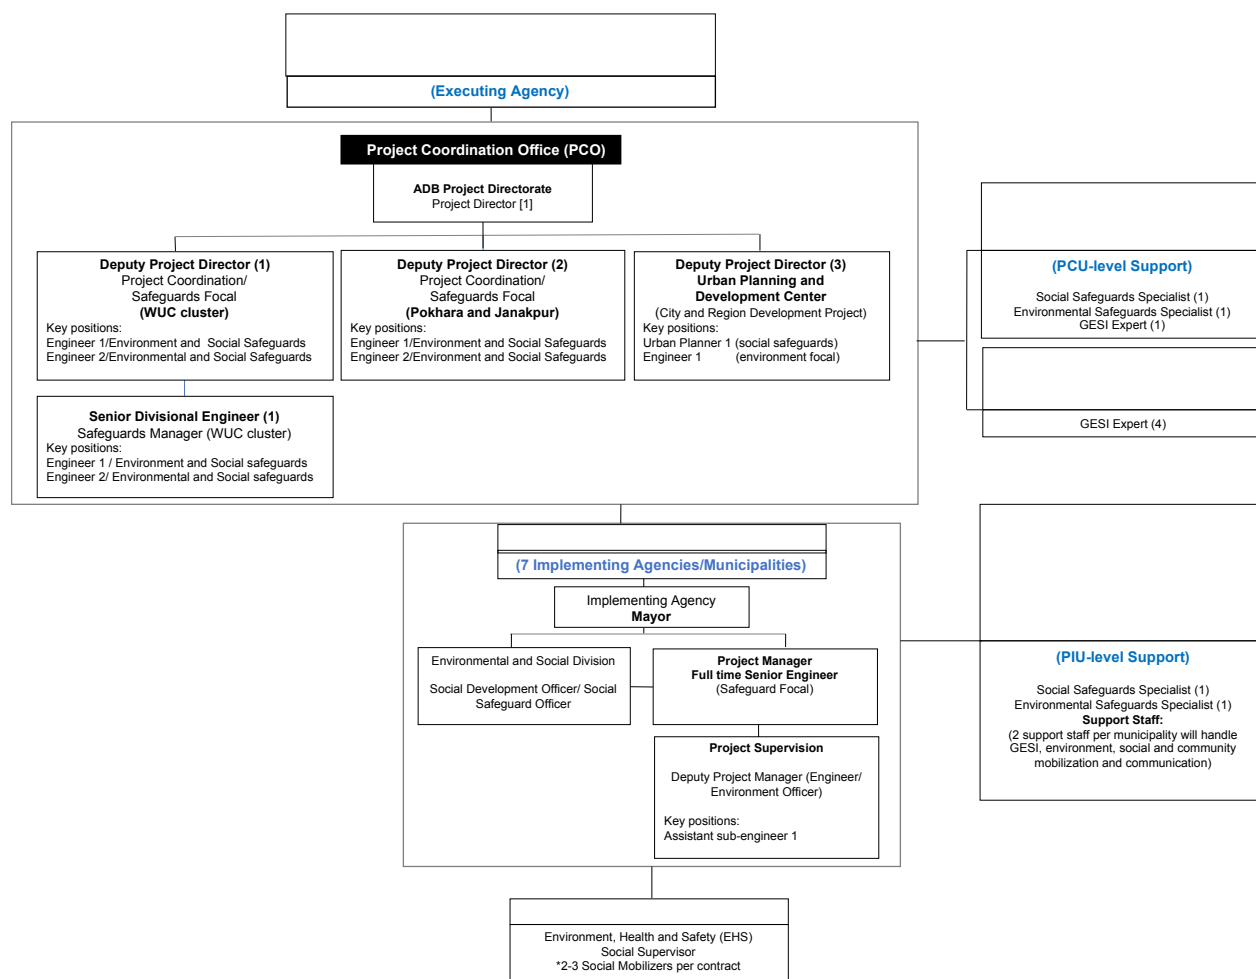 (Executing Agency)
Project Coordination Office (PCO)
ADB Project Directorate
Project Director [1]
Deputy Project Director (1)
Project Coordination/
Safeguards Focal
(WUC cluster)
Key positions:
Engineer 1/Environment and Social Safeguards
Engineer 2/Environmental and Social Safeguards
Deputy Project Director (2)
Project Coordination/
Safeguards Focal
(Pokhara and Janakpur)
Key positions:
Engineer 1/Environment and Social Safeguards
Engineer 2/Environment and Social Safeguards
Deputy Project Director (3)
Urban Planning and
Development Center
(City and Region Development Project)
Key positions:
Urban Planner 1 (social safeguards)
Engineer 1 (environment focal)
Senior Divisional Engineer (1)
Safeguards Manager (WUC cluster)
Key positions:
Engineer 1 / Environment and Social safeguards
Engineer 2/ Environmental and Social safeguards
(PCU-level Support)
Social Safeguards Specialist (1)
Environmental Safeguards Specialist (1)
GESI Expert (1)
GESI Expert (4)
(7 Implementing Agencies/Municipalities)
Implementing Agency
Mayor
Environmental and Social Division
Social Development Officer/ Social
Safeguard Officer
Project Manager
Full time Senior Engineer
(Safeguard Focal)
Project Supervision
Deputy Project Manager (Engineer/
Environment Officer)
Key positions:
Assistant sub-engineer 1
(PIU-level Support)
Social Safeguards Specialist (1)
Environmental Safeguards Specialist (1)
Support Staff:
(2 support staff per municipality will handle
GESI, environment, social and community
mobilization and communication)
Environment, Health and Safety (EHS)
Social Supervisor
*2-3 Social Mobilizers per contract